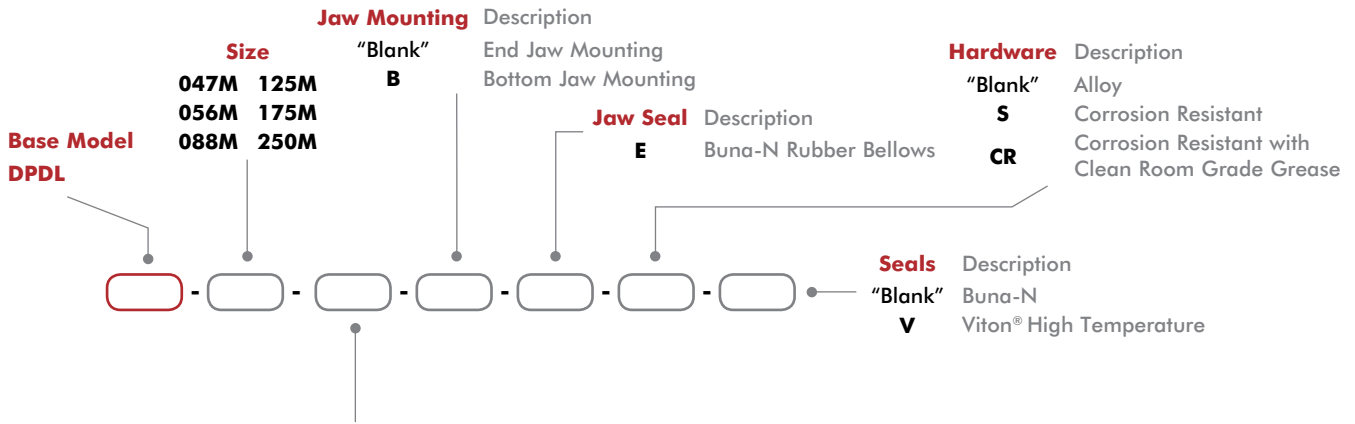 Jaw Mounting Description
"Blank" End Jaw Mounting
B Bottom Jaw Mounting
Size
047M 125M
056M 175M
088M 250M
Hardware Description
"Blank" Alloy
S Corrosion Resistant
CR Corrosion Resistant with
Clean Room Grade Grease
Jaw Seal Description
E Buna-N Rubber Bellows
Base Model
DPDL
- - - - - -
Seals Description
"Blank" Buna-N
V Viton® High Temperature